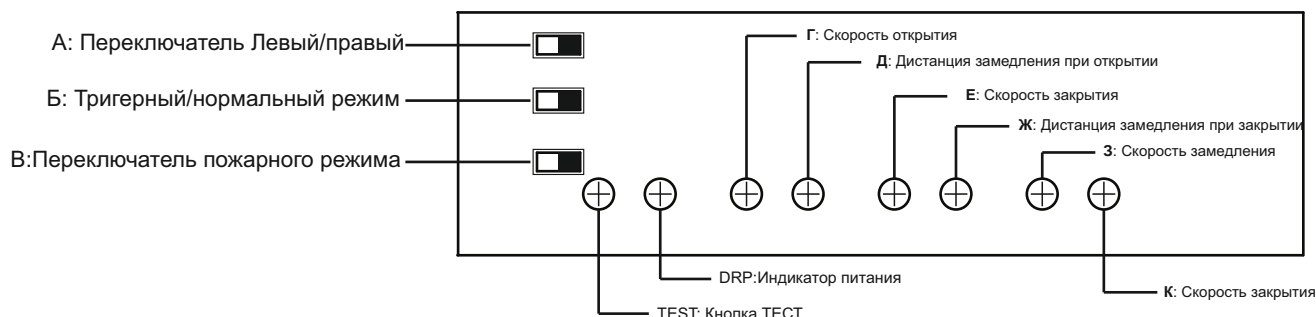 А: Переключатель Левый/правый
Г: Скорость открытия
Д: Дистанция замедления при открытии
Б: Тригерный/нормальный режим
Е: Скорость закрытия
Ж: Дистанция замедления при закрытии
В:Переключатель пожарного режима
З: Скорость замедления
DRP:Индикатор питания
К: Скорость закрытия
TEST: Кнопка ТЕСТ